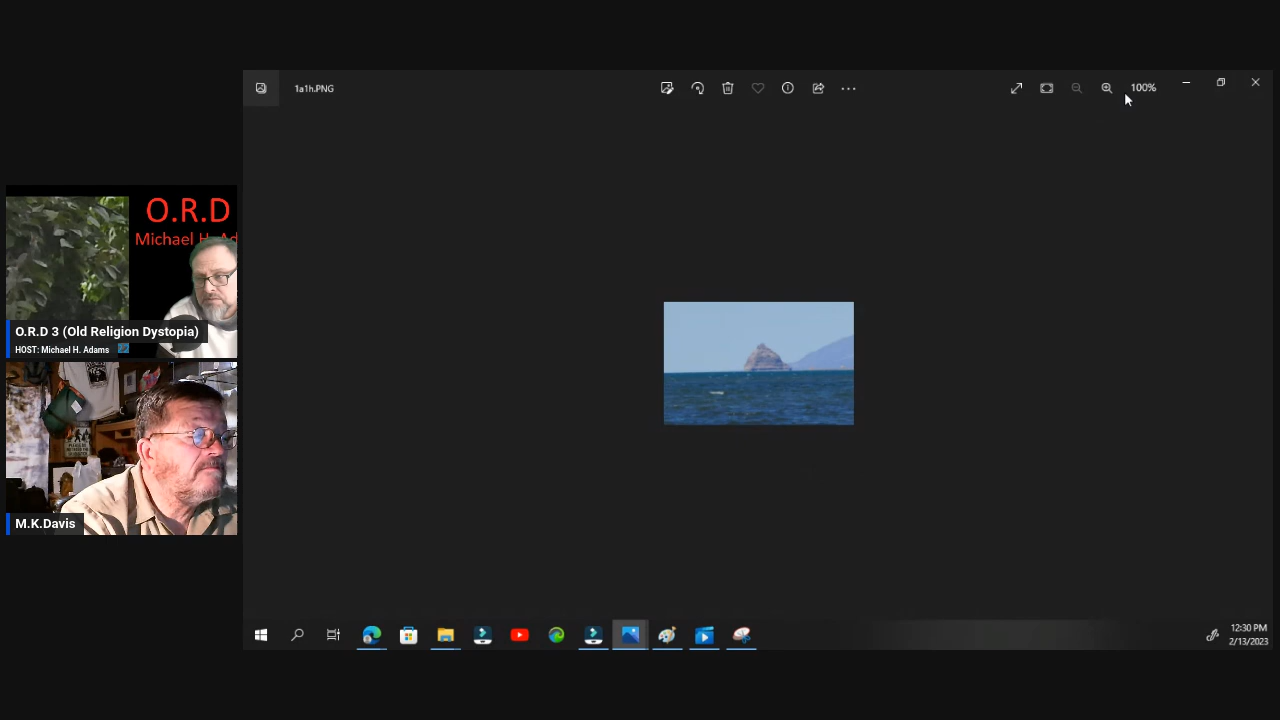 1a1h.PNG
100%
O.R.D
Michael H. Ad
O.R.D 3 (Old Religion Dystopia)
HOST: Michael H. Adams
M.K.Davis
12:30 PM
2/13/2023